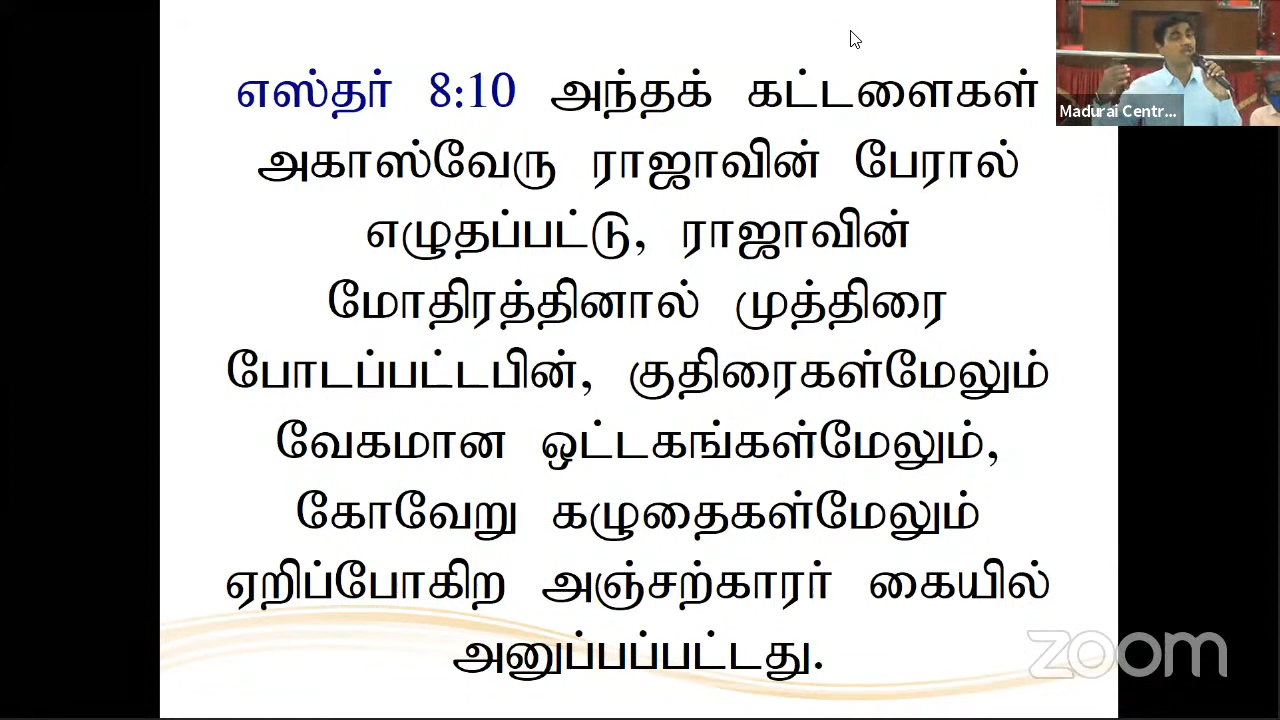 எஸ்தர் 8:10 அந்தக் கட்டளைகள்
அகாஸ்வேரு ராஜாவின் பேரால்
எழுதப்பட்டு, ராஜாவின்
மோதிரத்தினால் முத்திரை
போடப்பட்டபின், குதிரைகள்மேலும்
வேகமான ஒட்டகங்கள்மேலும்,
கோவேறு கழுதைகள்மேலும்
ஏறிப்போகிற அஞ்சற்காரர் கையில்
அனுப்பப்பட்டது.
Madurai Centr...
zoom